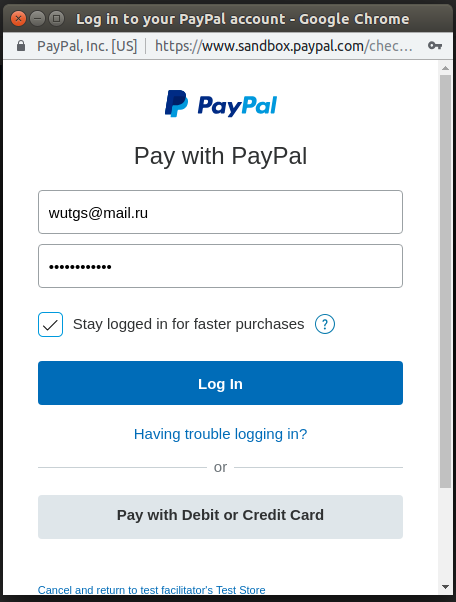 Log in to your PayPal account - Google Chrome
PayPal, Inc. [US] https://www.sandbox.paypal.com/chec...
PayPal
Pay with PayPal
wutgs@mail.ru
••••••••••••
Stay logged in for faster purchases ?
Log In
Having trouble logging in?
or
Pay with Debit or Credit Card
Cancel and return to test facilitator's Test Store